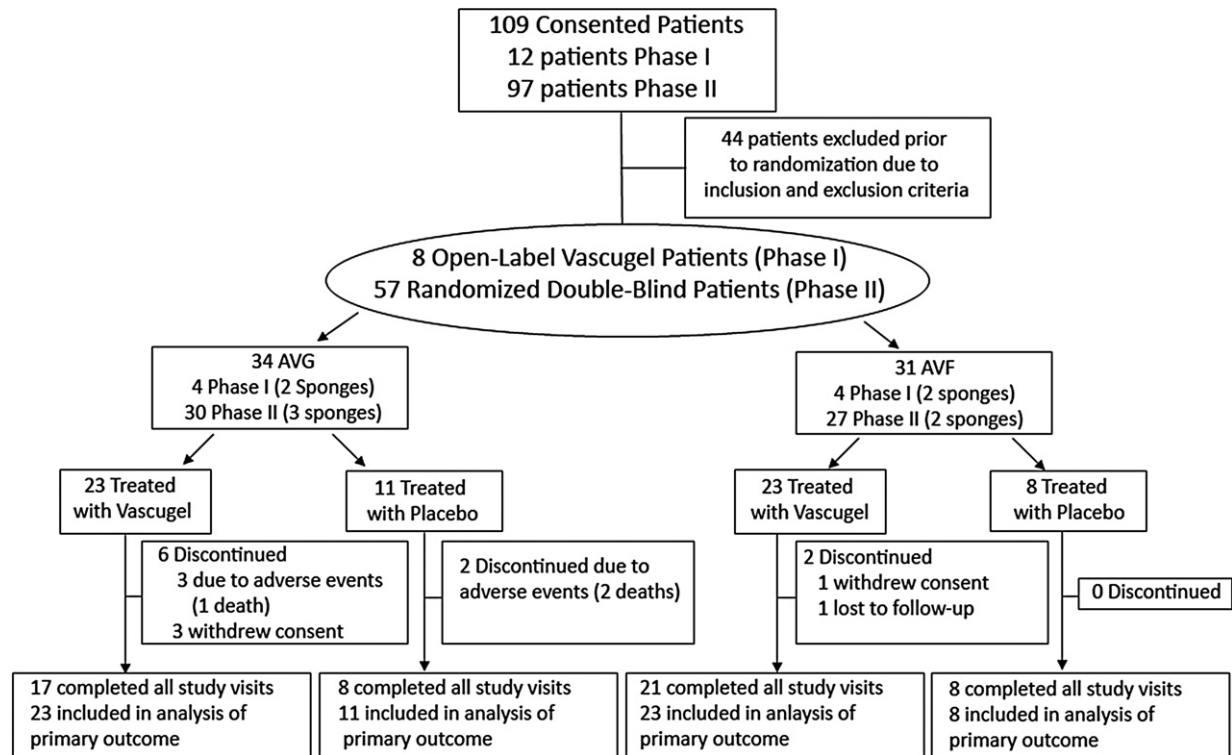 109 Consented Patients
12 patients Phase I
97 patients Phase II
44 patients excluded prior
to randomization due to
inclusion and exclusion criteria
8 Open-Label Vascugel Patients (Phase I)
57 Randomized Double-Blind Patients (Phase II)
34 AVG
4 Phase I (2 Sponges)
30 Phase II (3 sponges)
31 AVF
4 Phase I (2 sponges)
27 Phase II (2 sponges)
23 Treated
with Vascugel
11 Treated
with Placebo
23 Treated
with Vascugel
8 Treated
with Placebo
6 Discontinued
3 due to adverse events
(1 death)
3 withdrew consent
2 Discontinued due to
adverse events (2 deaths)
2 Discontinued
1 withdrew consent
1 lost to follow-up
0 Discontinued
17 completed all study visits
23 included in analysis of
primary outcome
8 completed all study visits
11 included in analysis of
primary outcome
21 completed all study visits
23 included in anlaysis of
primary outcome
8 completed all study visits
8 included in analysis of
primary outcome